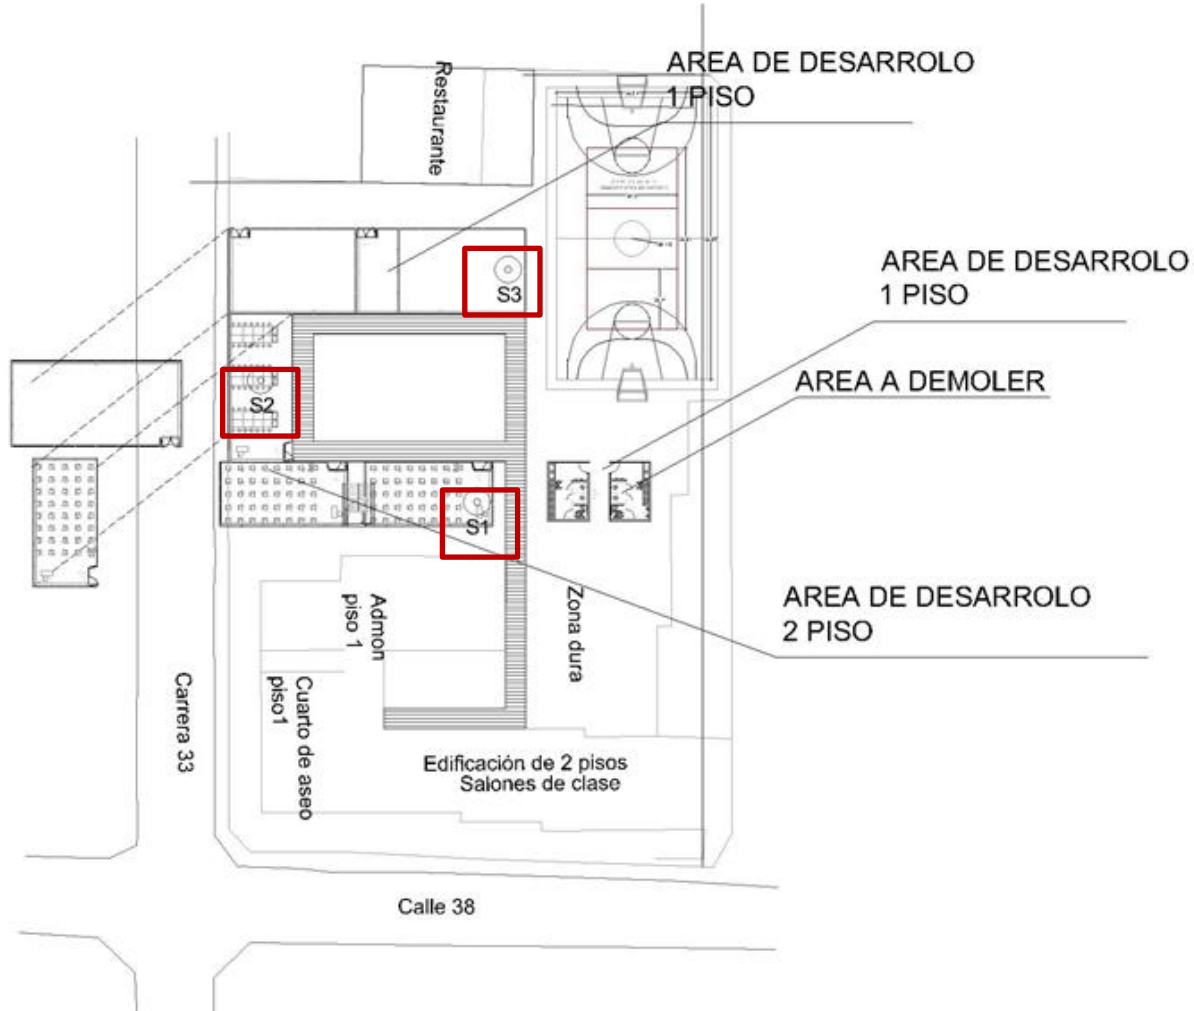 AREA DE DESARROLO
1 PISO
Restaurante
AREA DE DESARROLO
1 PISO
S3
AREA A DEMOLER
S2
S1
AREA DE DESARROLO
2 PISO
Admon
piso 1
Zona dura
Carrera 33
Cuarto de aseo
piso1
Edificación de 2 pisos
Salones de clase
Calle 38